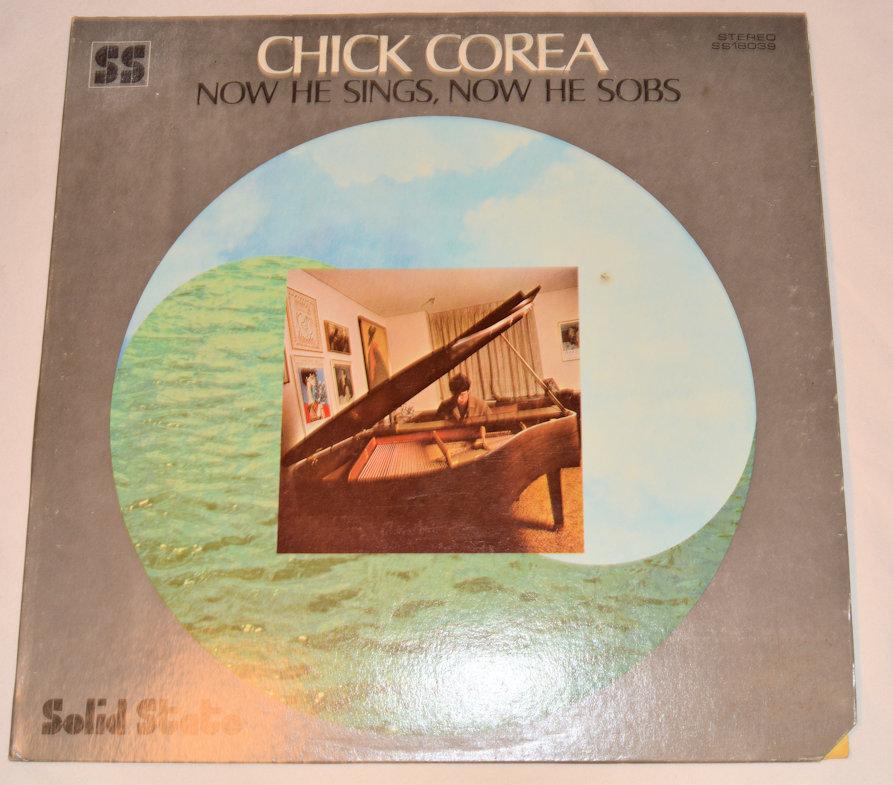 SS
CHICK COREA
STEREO
SS18039
NOW HE SINGS, NOW HE SOBS
Solid State